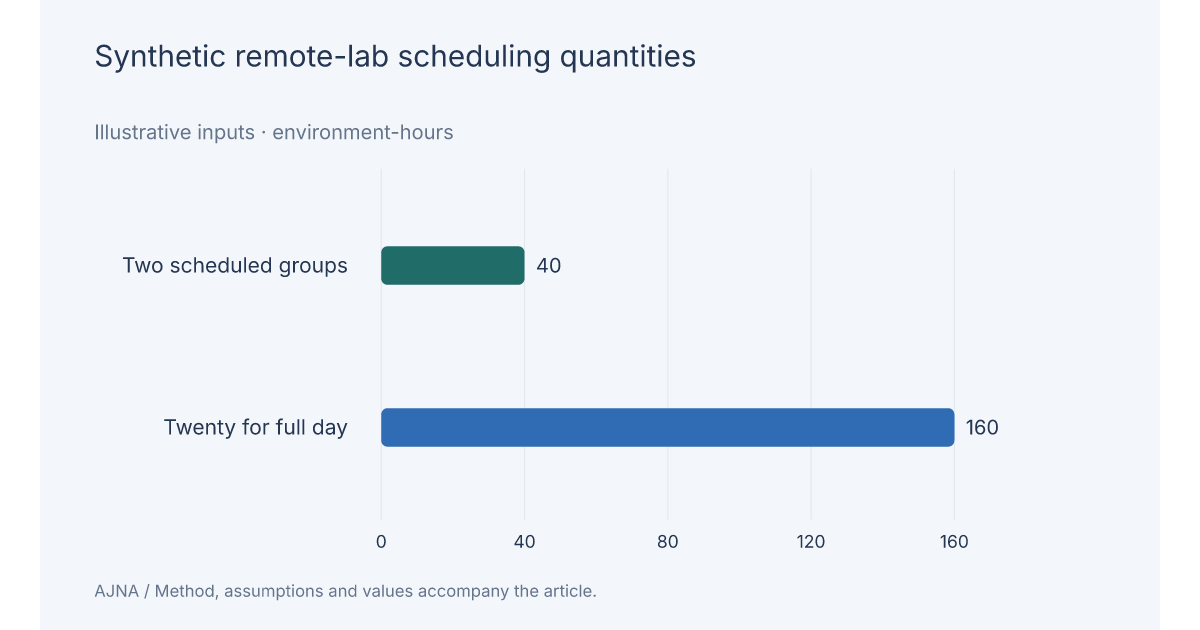 Synthetic remote-lab scheduling quantities
Illustrative inputs · environment-hours
Two scheduled groups 40
Twenty for full day 160
0 40 80 120 160
AJNA / Method, assumptions and values accompany the article.